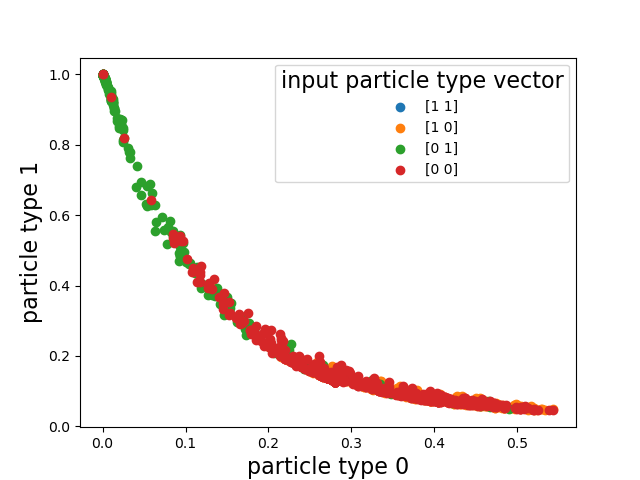 input particle type vector
[1 1]
[1 0]
[0 1]
[0 0]
particle type 1
1.0
0.8
0.6
0.4
0.2
0.0
0.0 0.1 0.2 0.3 0.4 0.5
particle type 0